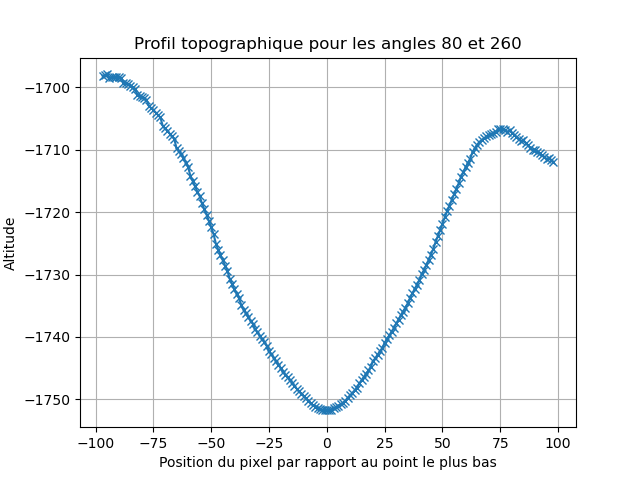 Profil topographique pour les angles 80 et 260
Altitude
−1700
−1710
−1720
−1730
−1740
−1750
−100 −75 −50 −25 0 25 50 75 100
Position du pixel par rapport au point le plus bas